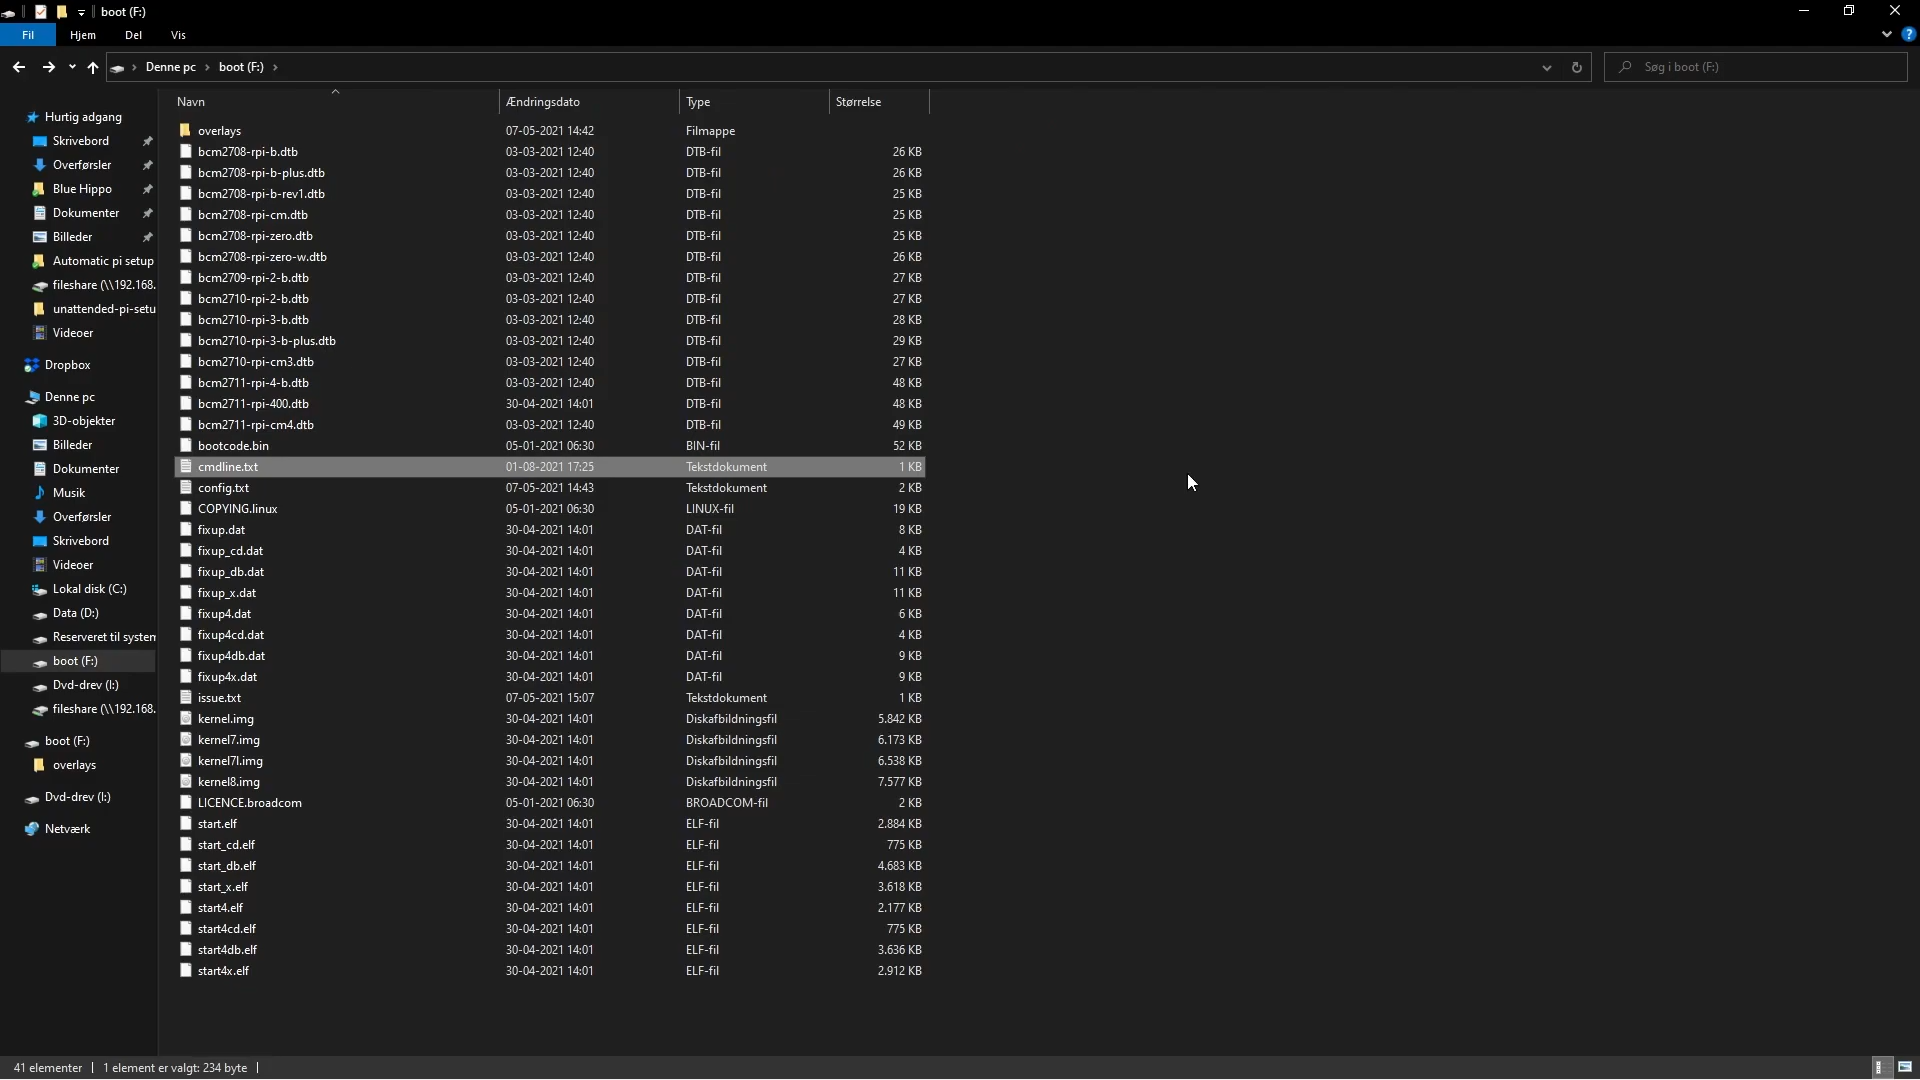 boot (F:)
Fil Hjem Del Vis
Denne pc boot (F:) Søg i boot (F:)
Hurtig adgang
Skrivebord
Overførsler
Blue Hippo
Dokumenter
Billeder
Automatic pi setup
fileshare (\\192.168.
unattended-pi-setu
Videoer
Dropbox
Denne pc
3D-objekter
Billeder
Dokumenter
Musik
Overførsler
Skrivebord
Videoer
Lokal disk (C:)
Data (D:)
Reserveret til system
boot (F:)
Dvd-drev (I:)
fileshare (\\192.168.
boot (F:)
overlays
Dvd-drev (I:)
Netværk
Navn Ændringsdato Type Størrelse
overlays 07-05-2021 14:42 Filmappe
bcm2708-rpi-b.dtb 03-03-2021 12:40 DTB-fil 26 KB
bcm2708-rpi-b-plus.dtb 03-03-2021 12:40 DTB-fil 26 KB
bcm2708-rpi-b-rev1.dtb 03-03-2021 12:40 DTB-fil 25 KB
bcm2708-rpi-cm.dtb 03-03-2021 12:40 DTB-fil 25 KB
bcm2708-rpi-zero.dtb 03-03-2021 12:40 DTB-fil 25 KB
bcm2708-rpi-zero-w.dtb 03-03-2021 12:40 DTB-fil 26 KB
bcm2709-rpi-2-b.dtb 03-03-2021 12:40 DTB-fil 27 KB
bcm2710-rpi-2-b.dtb 03-03-2021 12:40 DTB-fil 27 KB
bcm2710-rpi-3-b.dtb 03-03-2021 12:40 DTB-fil 28 KB
bcm2710-rpi-3-b-plus.dtb 03-03-2021 12:40 DTB-fil 29 KB
bcm2710-rpi-cm3.dtb 03-03-2021 12:40 DTB-fil 27 KB
bcm2711-rpi-4-b.dtb 03-03-2021 12:40 DTB-fil 48 KB
bcm2711-rpi-400.dtb 30-04-2021 14:01 DTB-fil 48 KB
bcm2711-rpi-cm4.dtb 03-03-2021 12:40 DTB-fil 49 KB
bootcode.bin 05-01-2021 06:30 BIN-fil 52 KB
cmdline.txt 01-08-2021 17:25 Tekstdokument 1 KB
config.txt 07-05-2021 14:43 Tekstdokument 2 KB
COPYING.linux 05-01-2021 06:30 LINUX-fil 19 KB
fixup.dat 30-04-2021 14:01 DAT-fil 8 KB
fixup_cd.dat 30-04-2021 14:01 DAT-fil 4 KB
fixup_db.dat 30-04-2021 14:01 DAT-fil 11 KB
fixup_x.dat 30-04-2021 14:01 DAT-fil 11 KB
fixup4.dat 30-04-2021 14:01 DAT-fil 6 KB
fixup4cd.dat 30-04-2021 14:01 DAT-fil 4 KB
fixup4db.dat 30-04-2021 14:01 DAT-fil 9 KB
fixup4x.dat 30-04-2021 14:01 DAT-fil 9 KB
issue.txt 07-05-2021 15:07 Tekstdokument 1 KB
kernel.img 30-04-2021 14:01 Diskafbildningsfil 5.842 KB
kernel7.img 30-04-2021 14:01 Diskafbildningsfil 6.173 KB
kernel7l.img 30-04-2021 14:01 Diskafbildningsfil 6.538 KB
kernel8.img 30-04-2021 14:01 Diskafbildningsfil 7.577 KB
LICENCE.broadcom 05-01-2021 06:30 BROADCOM-fil 2 KB
start.elf 30-04-2021 14:01 ELF-fil 2.884 KB
start_cd.elf 30-04-2021 14:01 ELF-fil 775 KB
start_db.elf 30-04-2021 14:01 ELF-fil 4.683 KB
start_x.elf 30-04-2021 14:01 ELF-fil 3.618 KB
start4.elf 30-04-2021 14:01 ELF-fil 2.177 KB
start4cd.elf 30-04-2021 14:01 ELF-fil 775 KB
start4db.elf 30-04-2021 14:01 ELF-fil 3.636 KB
start4x.elf 30-04-2021 14:01 ELF-fil 2.912 KB
41 elementer 1 element er valgt: 234 byte